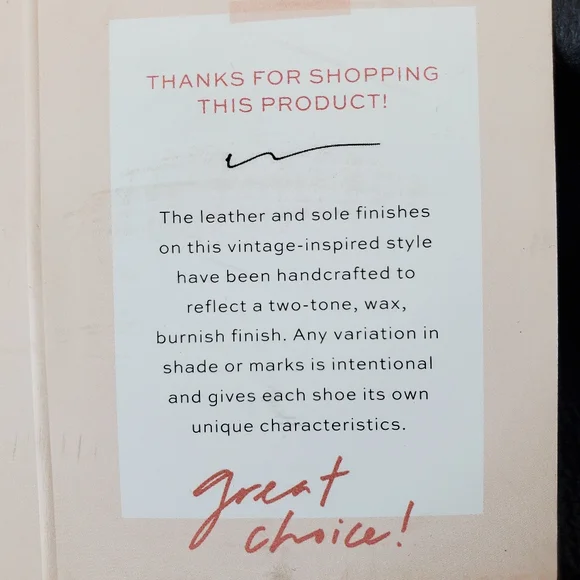 THANKS FOR SHOPPING
THIS PRODUCT!
The leather and sole finishes
on this vintage-inspired style
have been handcrafted to
reflect a two-tone, wax,
burnish finish. Any variation in
shade or marks is intentional
and gives each shoe its own
unique characteristics.
great
choice!